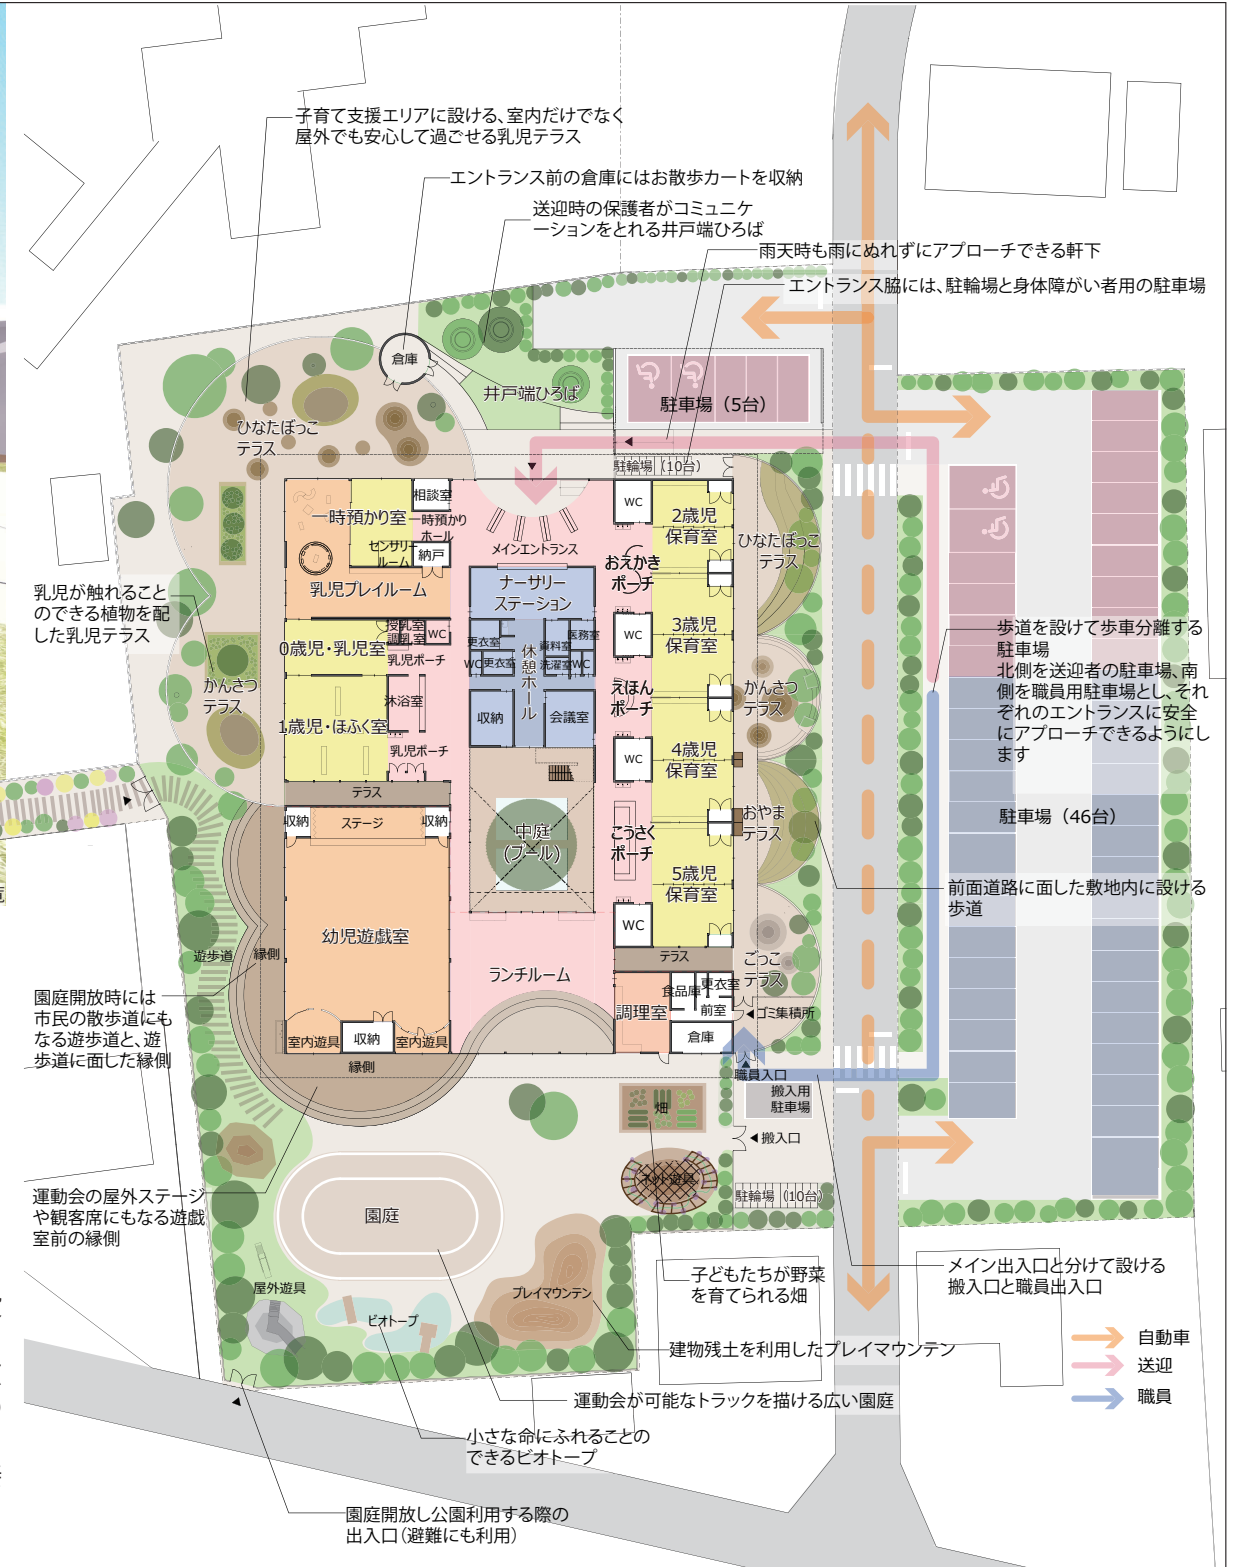 子育て支援エリアに設ける、室内だけでなく
屋外でも安心して過ごせる乳児テラス
エントランス前の倉庫にはお散歩カートを収納
送迎時の保護者がコミュニケ
ーションをとれる井戸端ひろば
雨天時も雨にぬれずにアプローチできる軒下
エントランス脇には、駐輪場と身体障がい者用の駐車場
倉庫
井戸端ひろば
駐車場（5台）
ひなたぼっこ
テラス
駐輪場（10台）
相談室
一時預かり室
一時預かり
ホール
センサリー
ルーム
納戸
メインエントランス
WC
2歳児
保育室
おえかき
ポーチ
ひなたぼっこ
テラス
乳児プレイルーム
ナーサリー
ステーション
乳児が触れること
のできる植物を配
した乳児テラス
授乳室
調乳室
WC
0歳児・乳児室
乳児ポーチ
更衣室
WC
更衣室
休憩ホール
資料室
医務室
洗濯室
WC
WC
3歳児
保育室
歩道を設けて歩車分離する
駐車場
北側を送迎者の駐車場、南
側を職員用駐車場とし、それ
ぞれのエントランスに安全
にアプローチできるようにし
ます
かんさつ
テラス
沐浴室
1歳児・ほふく室
収納
会議室
えほん
ポーチ
かんさつ
テラス
乳児ポーチ
WC
4歳児
保育室
テラス
収納
ステージ
収納
中庭
(プール)
こうさく
ポーチ
おやま
テラス
駐車場（46台）
5歳児
保育室
前面道路に面した敷地内に設ける
歩道
WC
幼児遊戯室
遊歩道
縁側
ランチルーム
テラス
ごっこ
テラス
食品庫
更衣室
調理室
前室
ゴミ集積所
園庭開放時には
市民の散歩道にも
なる遊歩道と、遊
歩道に面した縁側
室内遊具
収納
室内遊具
倉庫
縁側
職員入口
搬入用
駐車場
畑
搬入口
ネット遊具
駐輪場（10台）
運動会の屋外ステージ
や観客席にもなる遊戯
室前の縁側
園庭
屋外遊具
ビオトープ
プレイマウンテン
子どもたちが野菜
を育てられる畑
メイン出入口と分けて設ける
搬入口と職員出入口
建物残土を利用したプレイマウンテン
自動車
送迎
職員
運動会が可能なトラックを描ける広い園庭
小さな命にふれることの
できるビオトープ
園庭開放し公園利用する際の
出入口（避難にも利用）